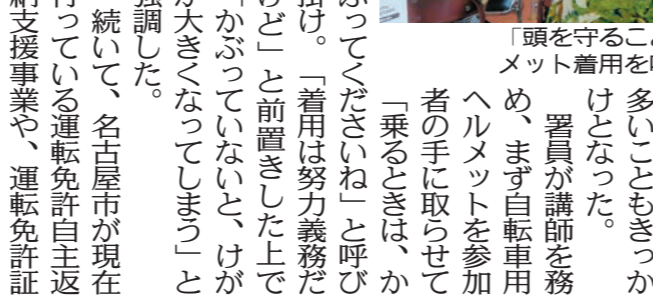 「頭を守るこ
メット着用を
多いこともきっか
けとなった。
署員が講師を務
め、まず自転車用
ヘルメットを参加
者の手に取らせて
「乗るときは、か
ぶってくださいね」と呼び
掛け。「着用は努力義務だ
けど」と前置きした上で
「かぶっていないと、けが
が大きくなってしまう」と
強調した。
続いて、名古屋市が現在
行っている運転免許自主返
納支援事業や、運転免許証